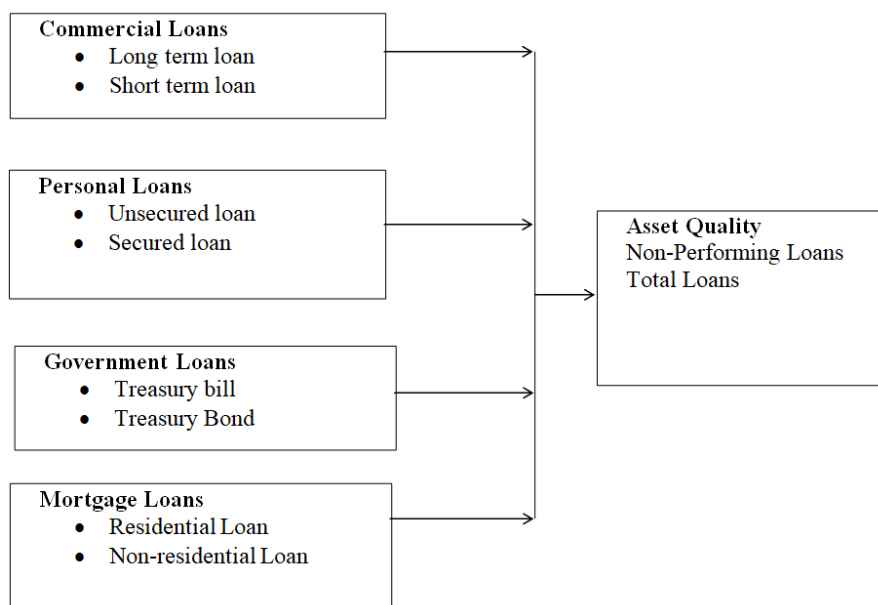 Commercial Loans
• Long term loan
• Short term loan
Personal Loans
• Unsecured loan
• Secured loan
Government Loans
• Treasury bill
• Treasury Bond
Mortgage Loans
• Residential Loan
• Non-residential Loan
Asset Quality
Non-Performing Loans
Total Loans